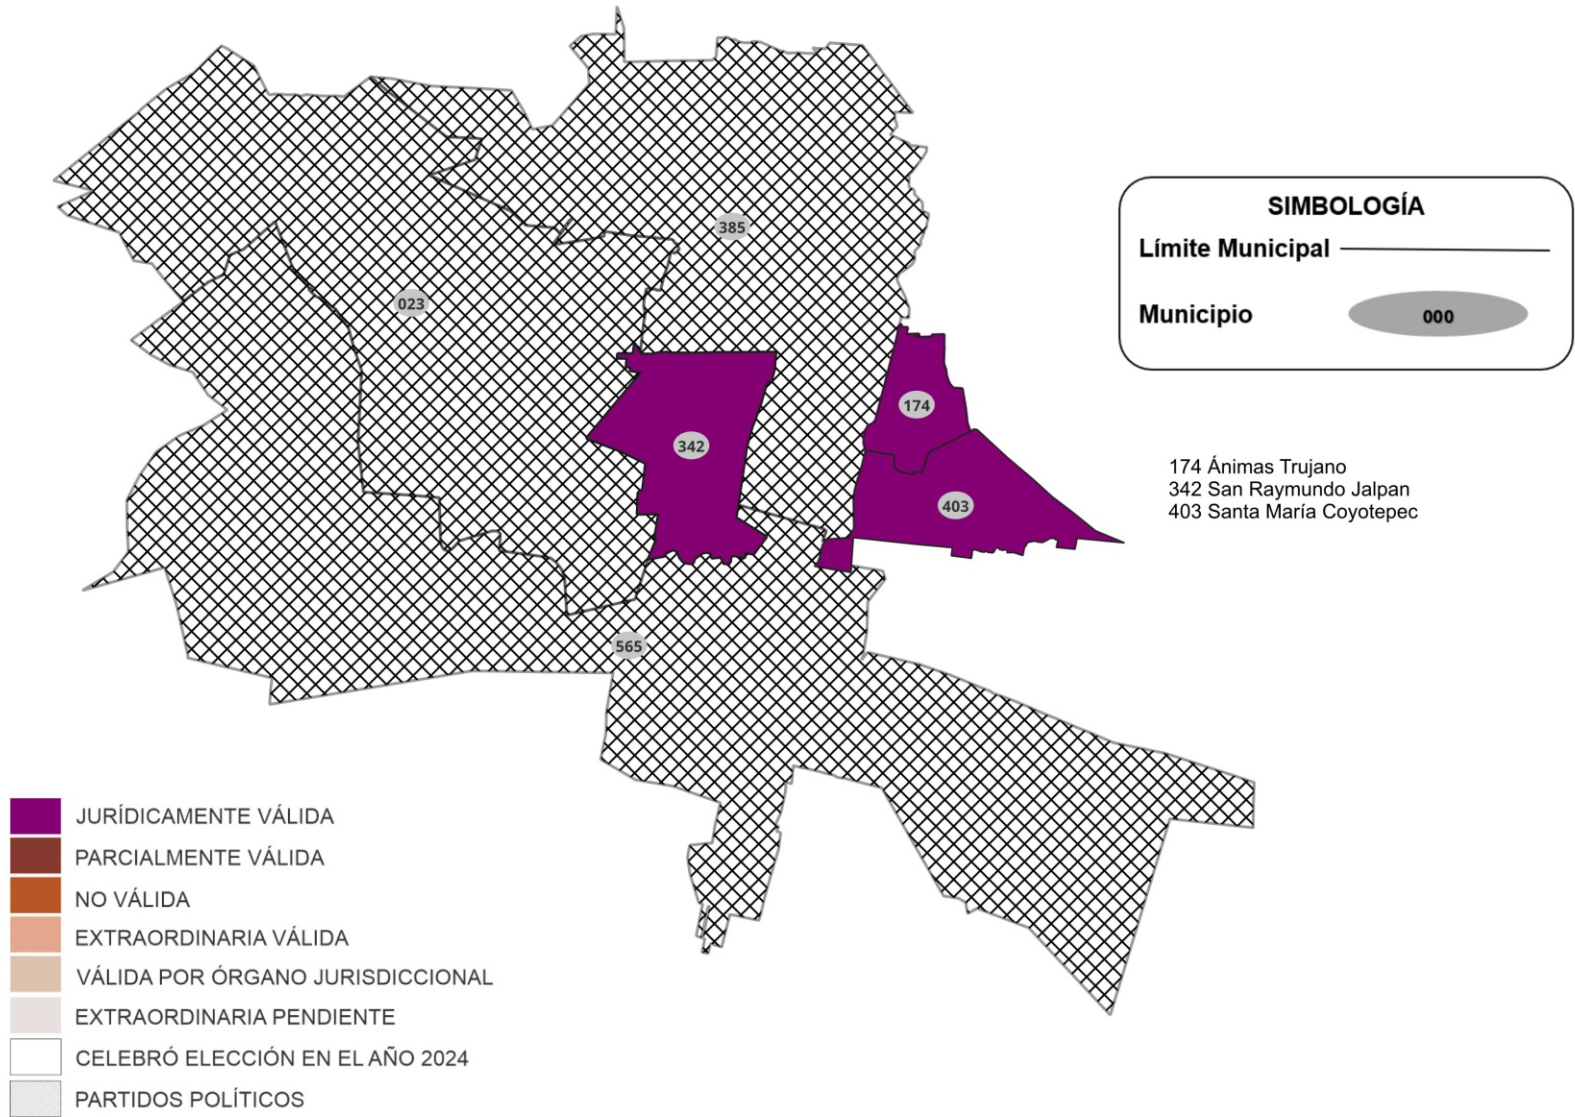 385
SIMBOLOGÍA
Límite Municipal
Municipio 000
023
174
342
403
174 Ánimas Trujano
342 San Raymundo Jalpan
403 Santa María Coyotepec
565
JURÍDICAMENTE VÁLIDA
PARCIALMENTE VÁLIDA
NO VÁLIDA
EXTRAORDINARIA VÁLIDA
VÁLIDA POR ÓRGANO JURISDICCIONAL
EXTRAORDINARIA PENDIENTE
CELEBRÓ ELECCIÓN EN EL AÑO 2024
PARTIDOS POLÍTICOS